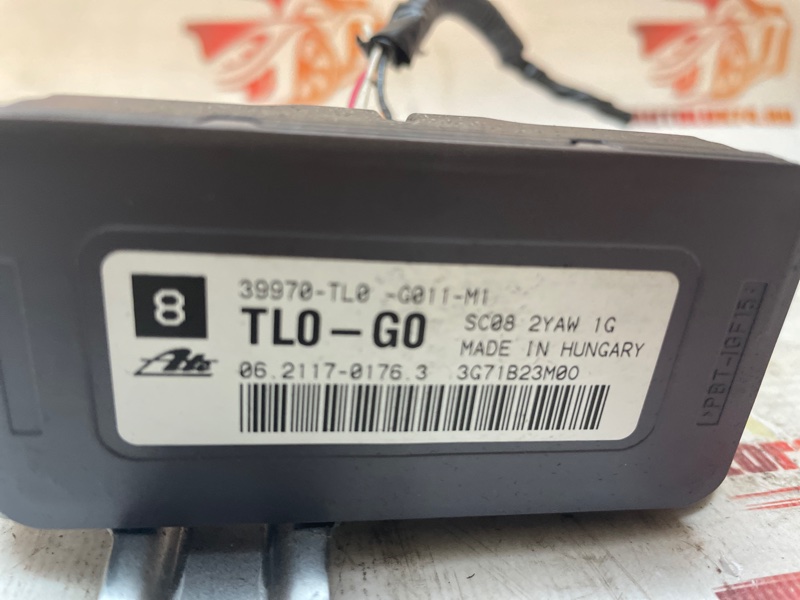 8
39970-TL0 -G011-M1
TL0-G0 SC08 2YAW 1G
MADE IN HUNGARY
Ate
06.2117-0176.3 3G71B23M00
>PBT-IGF15<